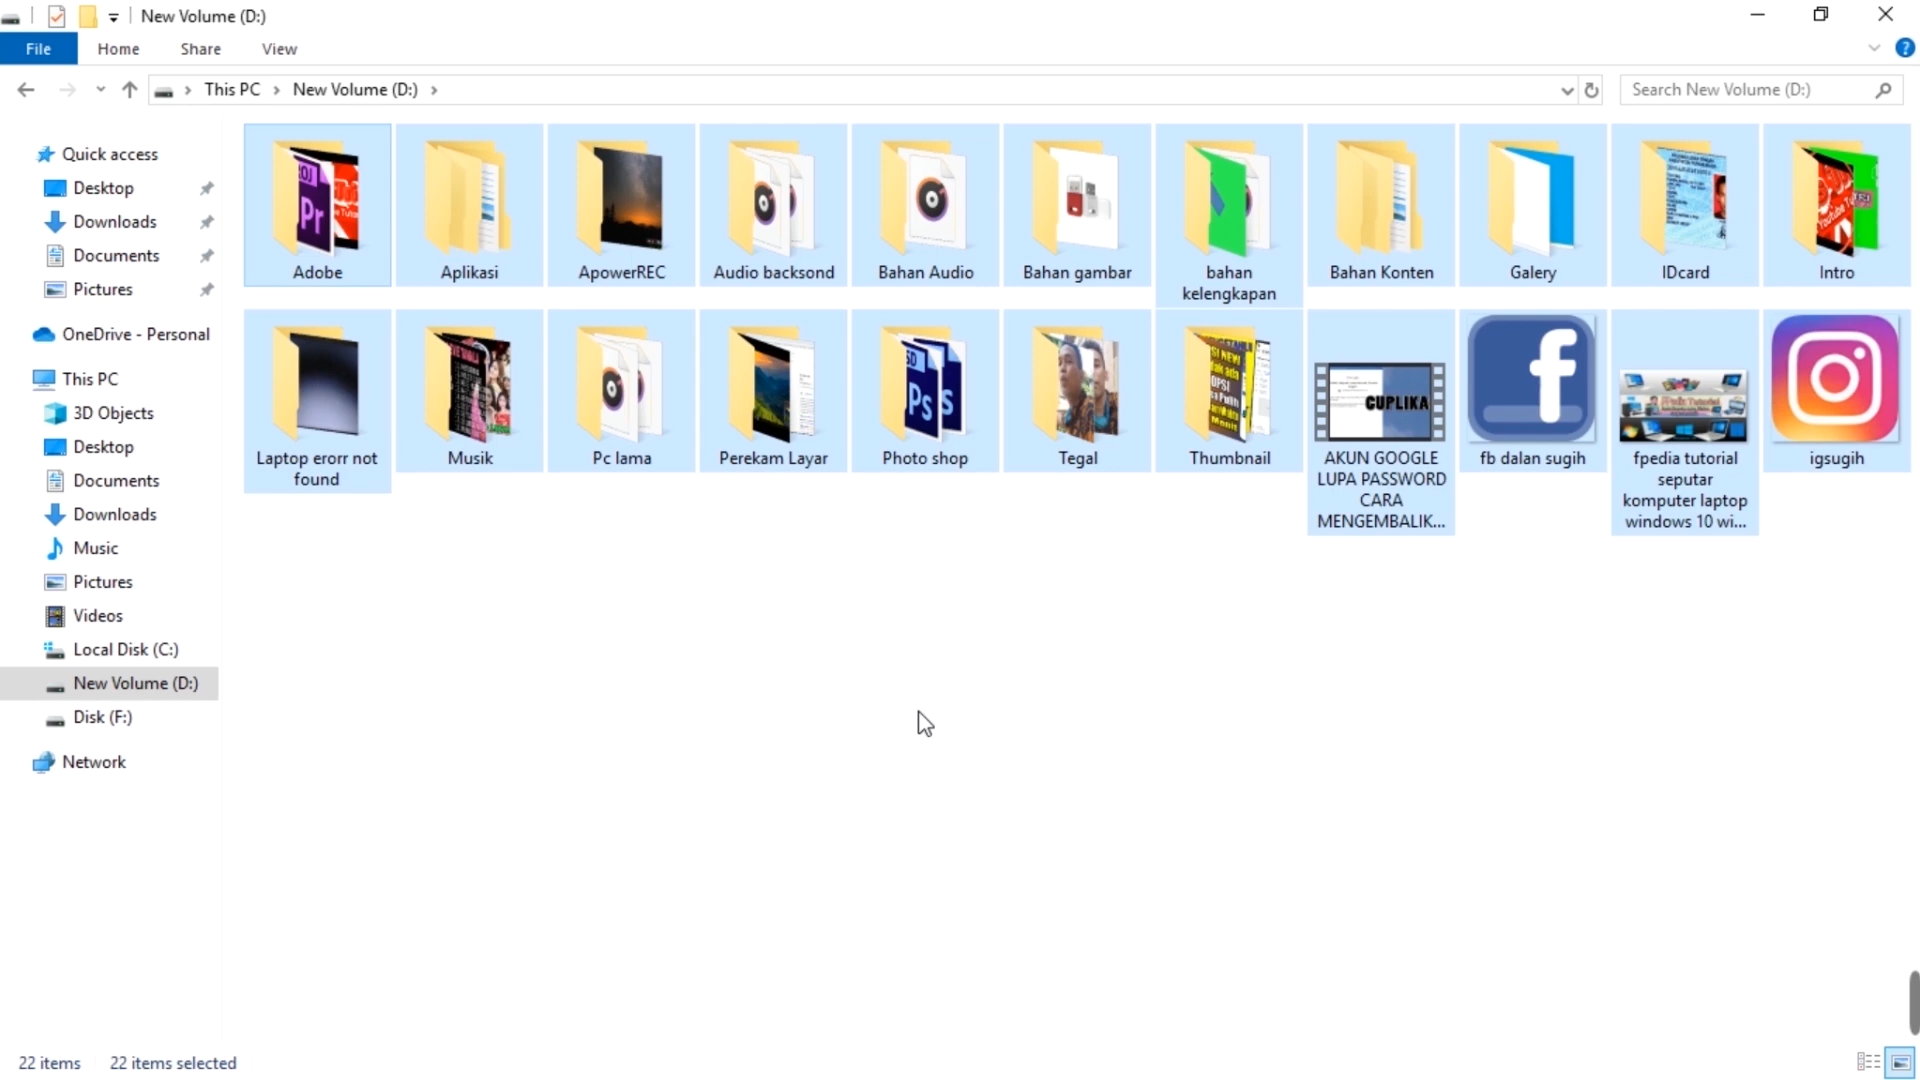 New Volume (D:)
File
Home
Share
View
This PC
New Volume (D:)
Search New Volume (D:)
Quick access
Desktop
Downloads
Documents
Pictures
OneDrive - Personal
This PC
3D Objects
Desktop
Documents
Downloads
Music
Pictures
Videos
Local Disk (C:)
New Volume (D:)
Disk (F:)
Network
Adobe
Aplikasi
ApowerREC
Audio backsond
Bahan Audio
Bahan gambar
bahan
kelengkapan
Bahan Konten
Galery
IDcard
Intro
Laptop erorr not
found
Musik
Pc lama
Perekam Layar
Photo shop
Tegal
Thumbnail
CUPLIKA
AKUN GOOGLE
LUPA PASSWORD
CARA
MENGEMBALIK...
fb dalan sugih
fpedia tutorial
seputar
komputer laptop
windows 10 wi...
igsugih
22 items
22 items selected